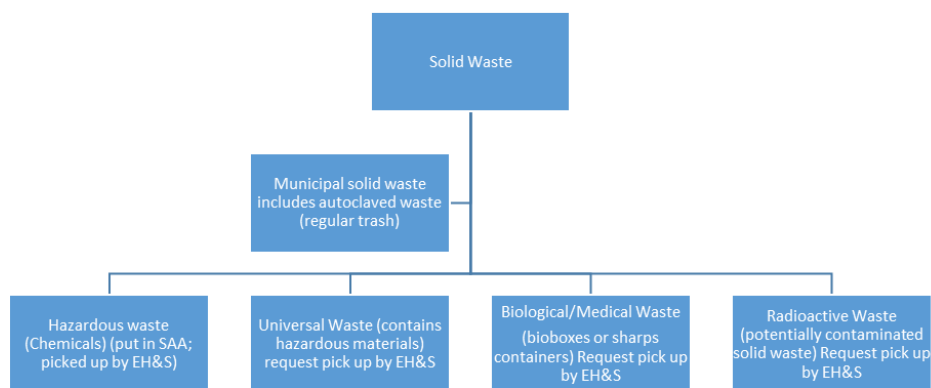 Solid Waste
Municipal solid waste
includes autoclaved waste
(regular trash)
Hazardous waste
(Chemicals) (put in SAA;
picked up by EH&S)
Universal Waste (contains
hazardous materials)
request pick up by EH&S
Biological/Medical Waste
(bioboxes or sharps
containers) Request pick up
by EH&S
Radioactive Waste
(potentially contaminated
solid waste) Request pick up
by EH&S